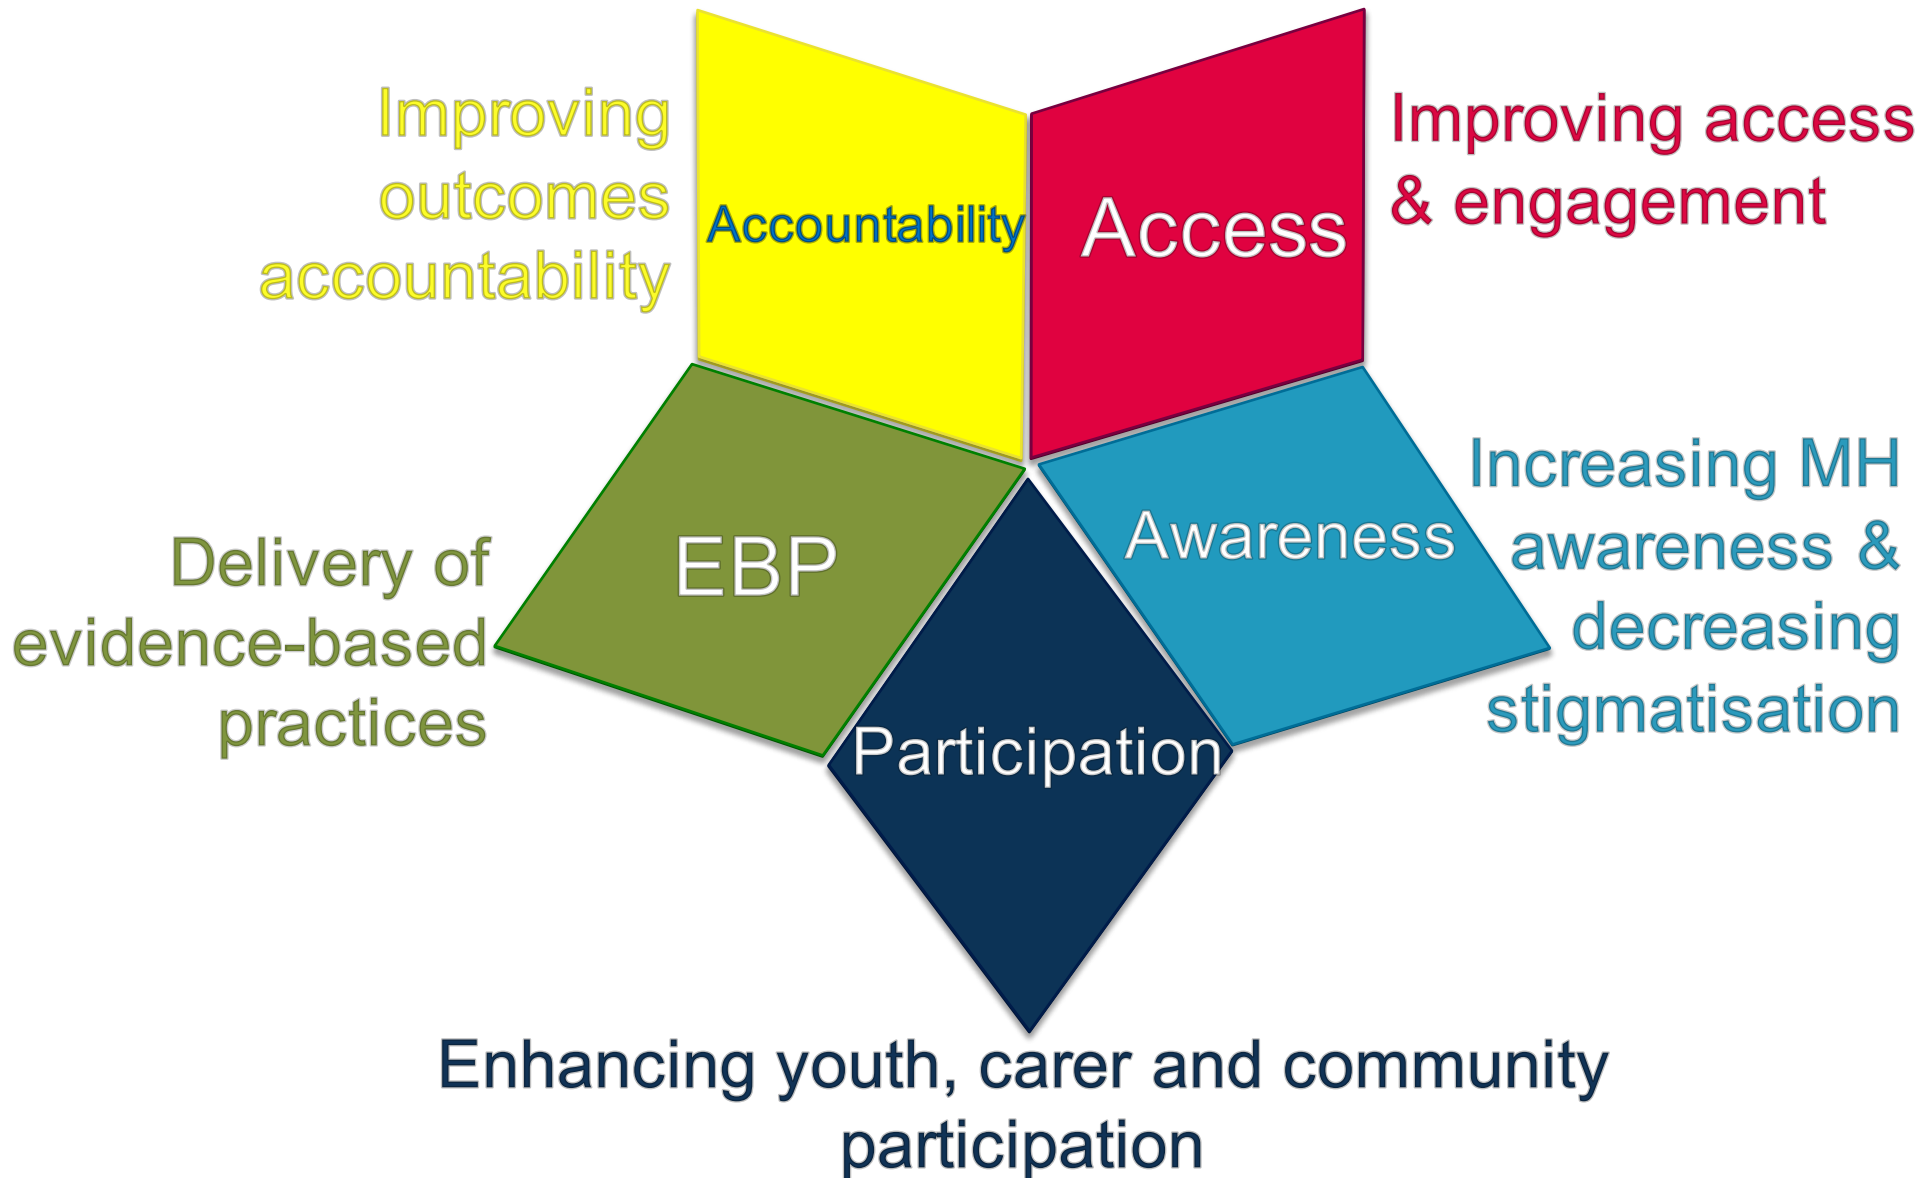 Improving
outcomes
accountability
Accountability
Access
Improving access
& engagement
Delivery of
evidence-based
practices
EBP
Participation
Awareness
Increasing MH
awareness &
decreasing
stigmatisation
Enhancing youth, carer and community
participation